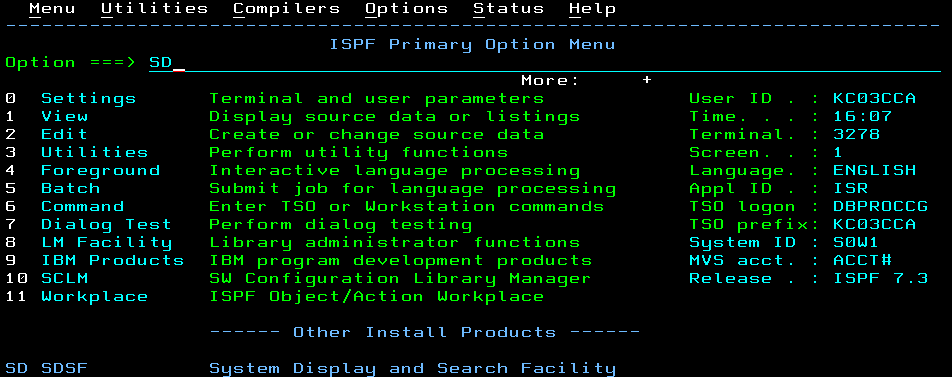 Menu Utilities Compilers Options Status Help
ISPF Primary Option Menu
Option ===> SD_
More: +
0 Settings Terminal and user parameters User ID . : KC03CCA
1 View Display source data or listings Time. . . : 16:07
2 Edit Create or change source data Terminal. : 3278
3 Utilities Perform utility functions Screen. . : 1
4 Foreground Interactive language processing Language. : ENGLISH
5 Batch Submit job for language processing Appl ID . : ISR
6 Command Enter TSO or Workstation commands TSO logon : DBPROCCG
7 Dialog Test Perform dialog testing TSO prefix: KC03CCA
8 LM Facility Library administrator functions System ID : S0W1
9 IBM Products IBM program development products MVS acct. : ACCT#
10 SCLM SW Configuration Library Manager Release . : ISPF 7.3
11 Workplace ISPF Object/Action Workplace
------ Other Install Products ------
SD SDSF System Display and Search Facility